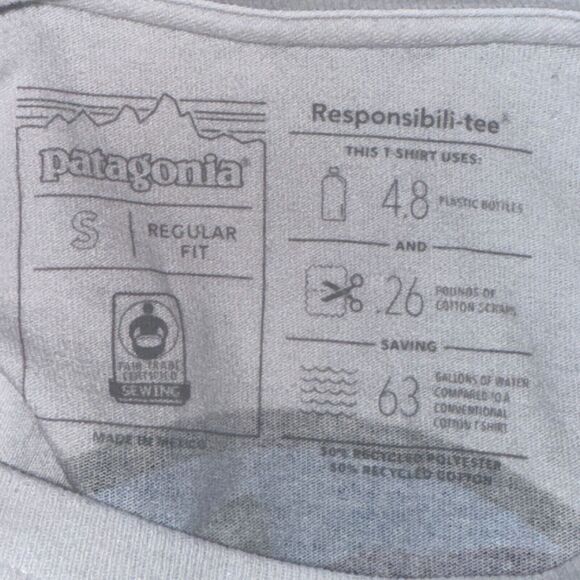 patagonia®
S
REGULAR
FIT
FAIR TRADE
CERTIFIED
SEWING
MADE IN MEXICO
Responsibili-tee®
THIS T-SHIRT USES:
4.8
PLASTIC BOTTLES
AND
.26
POUNDS OF
COTTON SCRAPS
SAVING
63
GALLONS OF WATER
COMPARED TO A
CONVENTIONAL
COTTON T-SHIRT
50% RECYCLED POLYESTER
50% RECYCLED COTTON